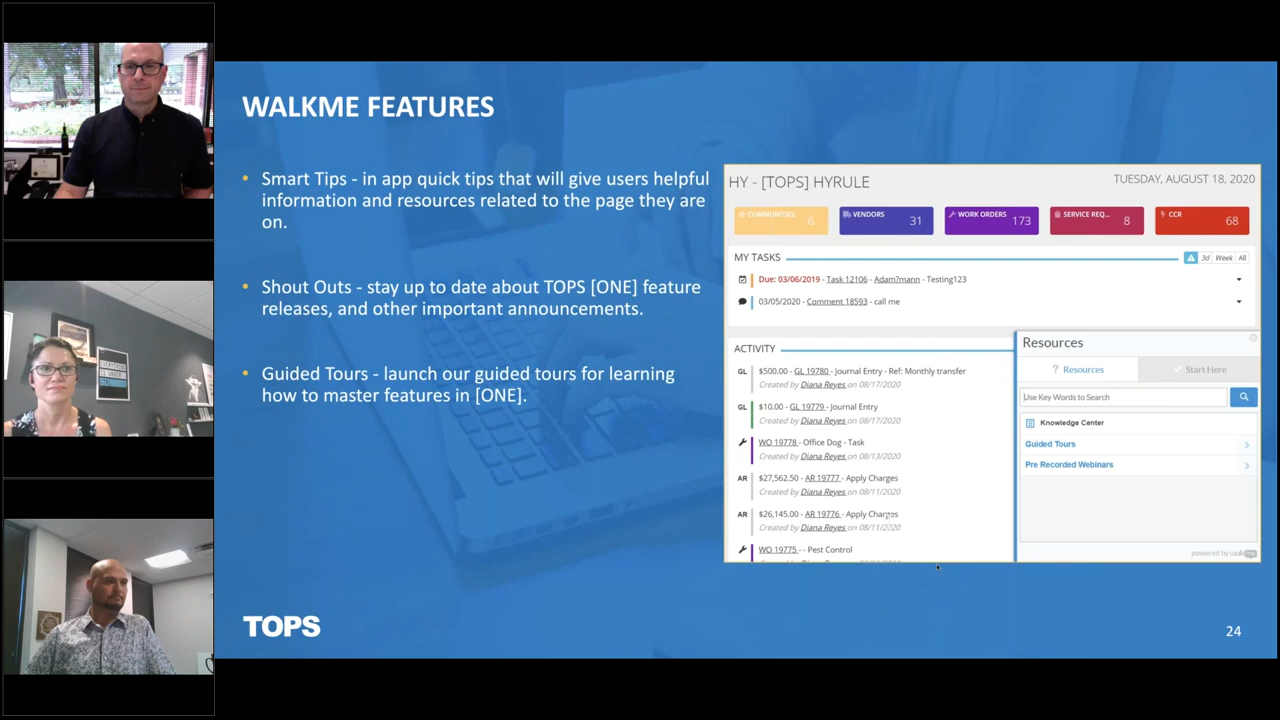 WALKME FEATURES
• Smart Tips - in app quick tips that will give users helpful
information and resources related to the page they are
on.
• Shout Outs - stay up to date about TOPS [ONE] feature
releases, and other important announcements.
• Guided Tours - launch our guided tours for learning
how to master features in [ONE].
HY - [TOPS] HYRULE
TUESDAY, AUGUST 18, 2020
COMMUNITIES 6
VENDORS 31
WORK ORDERS 173
SERVICE REQ... 8
CCR 68
MY TASKS
3d Week All
Due: 03/06/2019 - Task 12106 - Adam?mann - Testing123
03/05/2020 - Comment 18593 - call me
ACTIVITY
GL $500.00 - GL 19780 - Journal Entry - Ref: Monthly transfer
Created by Diana Reyes on 08/17/2020
GL $10.00 - GL 19779 - Journal Entry
Created by Diana Reyes on 08/17/2020
WO 19778 - Office Dog - Task
Created by Diana Reyes on 08/13/2020
AR $27,562.50 - AR 19777 - Apply Charges
Created by Diana Reyes on 08/11/2020
AR $26,145.00 - AR 19776 - Apply Charges
Created by Diana Reyes on 08/11/2020
WO 19775 - - Pest Control
Resources
? Resources
Start Here
Use Key Words to Search
Knowledge Center
Guided Tours
Pre Recorded Webinars
powered by walkme
TOPS
24